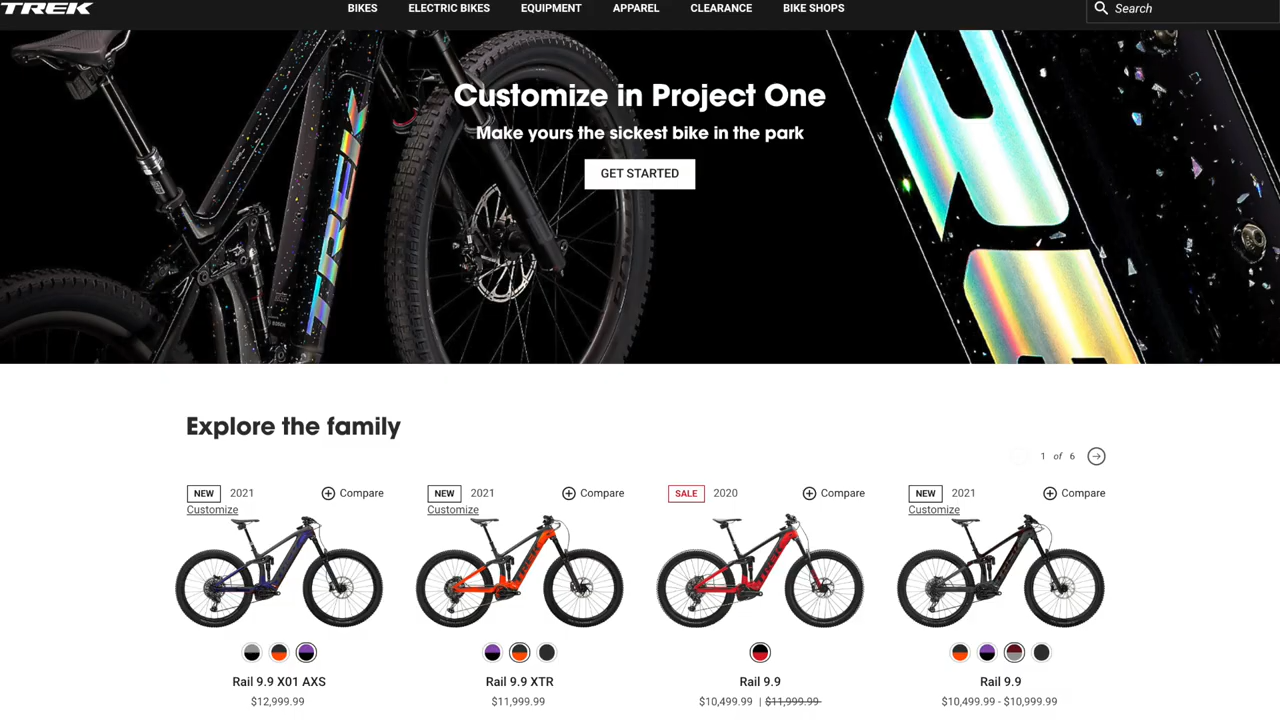 TREK
BIKES ELECTRIC BIKES EQUIPMENT APPAREL CLEARANCE BIKE SHOPS
Search
Customize in Project One
Make yours the sickest bike in the park
GET STARTED
TREK
Explore the family
1 of 6
NEW 2021 Compare
Customize
NEW 2021 Compare
Customize
SALE 2020 Compare
NEW 2021 Compare
Customize
Rail 9.9 X01 AXS
$12,999.99
Rail 9.9 XTR
$11,999.99
Rail 9.9
$10,499.99 | $11,999.99
Rail 9.9
$10,499.99 - $10,999.99